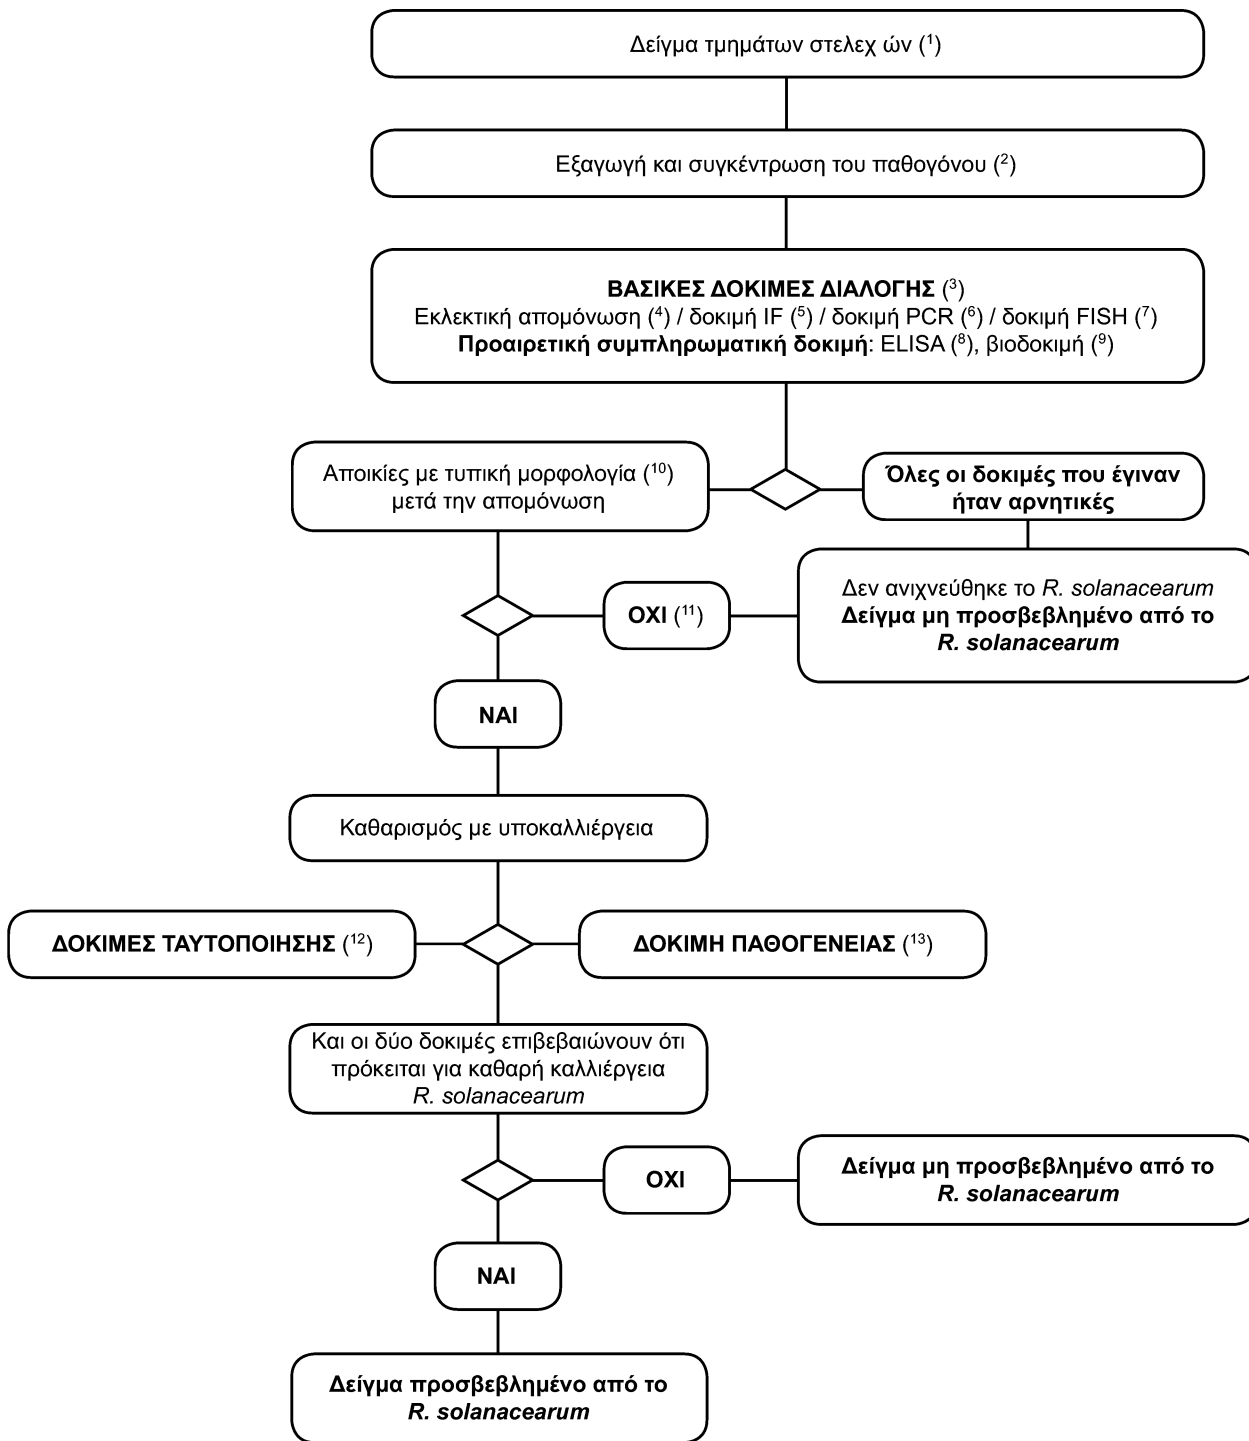 Δείγμα τμημάτων στελεχ ών (1)
Εξαγωγή και συγκέντρωση του παθογόνου (2)
ΒΑΣΙΚΕΣ ΔΟΚΙΜΕΣ ΔΙΑΛΟΓΗΣ (3)
Εκλεκτική απομόνωση (4) / δοκιμή IF (5) / δοκιμή PCR (6) / δοκιμή FISH (7)
Προαιρετική συμπληρωματική δοκιμή: ELISA (8), βιοδοκιμή (9)
Αποικίες με τυπική μορφολογία (10)
μετά την απομόνωση
Όλες οι δοκιμές που έγιναν
ήταν αρνητικές
Δεν ανιχνεύθηκε το R. solanacearum
Δείγμα μη προσβεβλημένο από το
R. solanacearum
ΟΧΙ (11)
ΝΑΙ
Καθαρισμός με υποκαλλιέργεια
ΔΟΚΙΜΕΣ ΤΑΥΤΟΠΟΙΗΣΗΣ (12)
ΔΟΚΙΜΗ ΠΑΘΟΓΕΝΕΙΑΣ (13)
Και οι δύο δοκιμές επιβεβαιώνουν ότι
πρόκειται για καθαρή καλλιέργεια
R. solanacearum
ΟΧΙ
Δείγμα μη προσβεβλημένο από το
R. solanacearum
ΝΑΙ
Δείγμα προσβεβλημένο από το
R. solanacearum